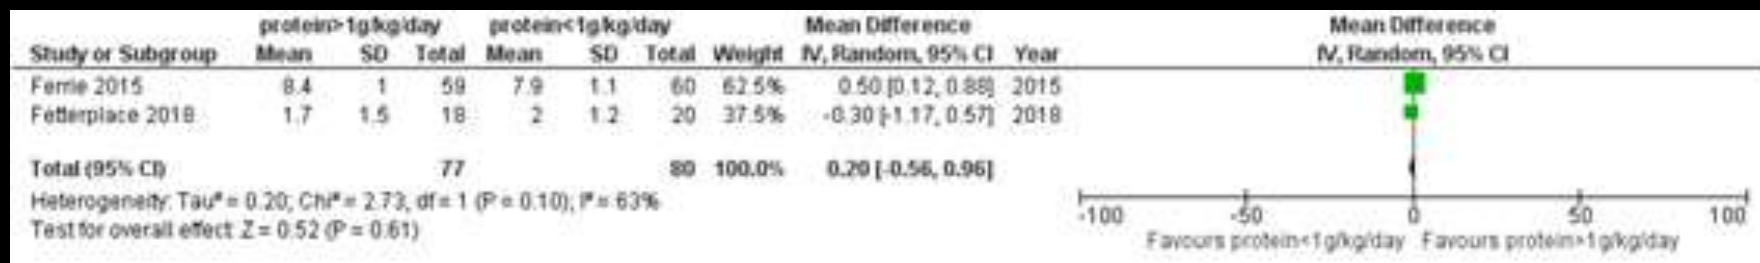 protein>1g/kg/day protein<1g/kg/day Mean Difference Mean Difference
Study or Subgroup Mean SD Total Mean SD Total Weight IV, Random, 95% CI Year IV, Random, 95% CI
Ferrie 2015 8.4 1 59 7.9 1.1 60 62.5% 0.50 [0.12, 0.88] 2015
Fetterplace 2018 1.7 1.5 18 2 1.2 20 37.5% -0.30 [-1.17, 0.57] 2018
Total (95% CI) 77 80 100.0% 0.20 [-0.56, 0.96]
Heterogeneity: Tau² = 0.20; Chi² = 2.73, df = 1 (P = 0.10); I² = 63%
Test for overall effect: Z = 0.52 (P = 0.61)
-100 -50 0 50 100
Favours protein<1g/kg/day Favours protein>1g/kg/day